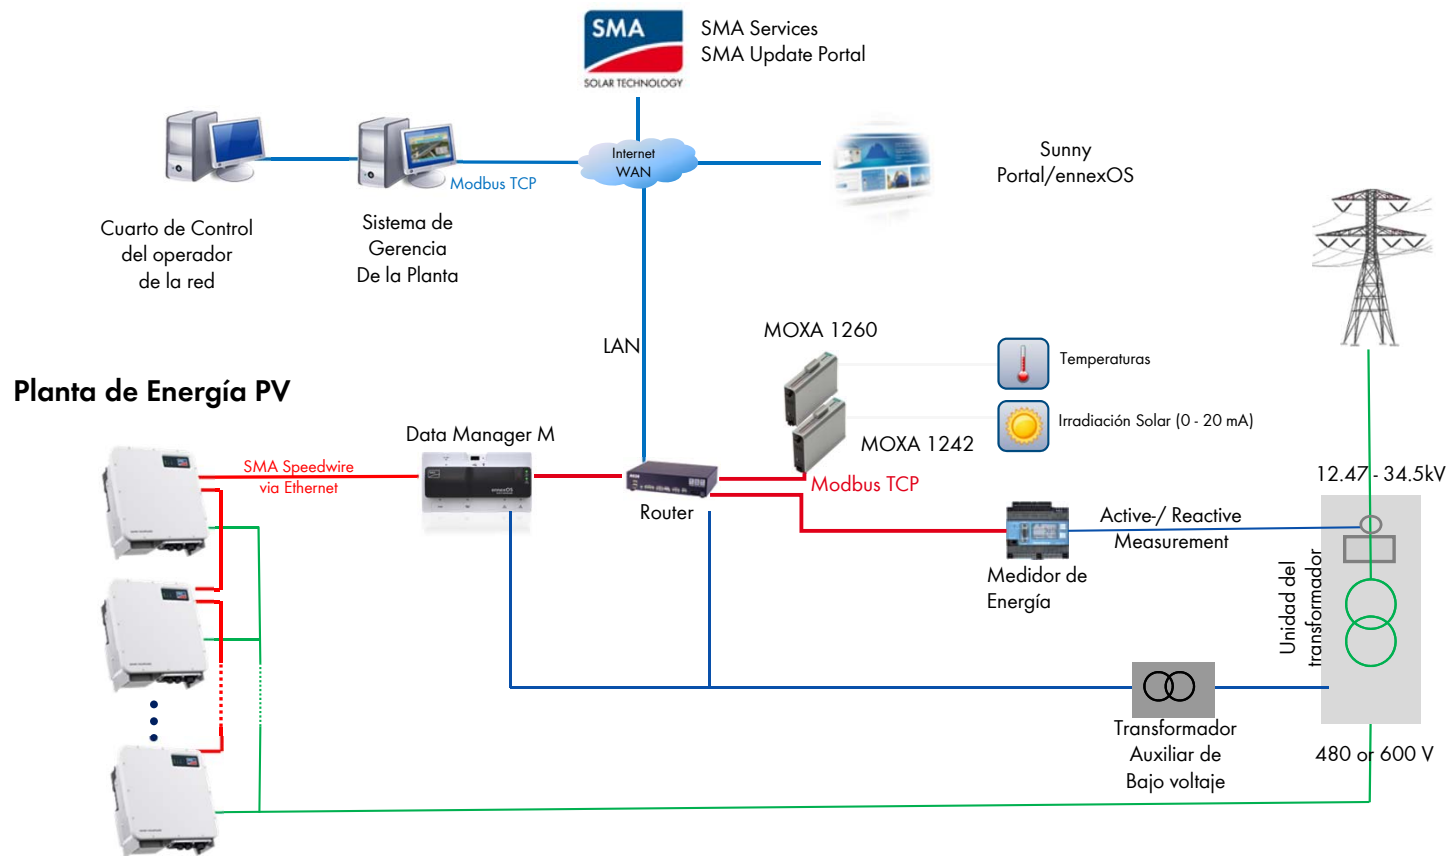 SMA
SOLAR TECHNOLOGY
SMA Services
SMA Update Portal
Internet
WAN
Modbus TCP
Sunny
Portal/ennexOS
Cuarto de Control
del operador
de la red
Sistema de
Gerencia
De la Planta
LAN
MOXA 1260
Temperaturas
Irradiación Solar (0 - 20 mA)
MOXA 1242
Modbus TCP
Planta de Energía PV
Data Manager M
SMA Speedwire
via Ethernet
ennexOS
Router
12.47 - 34.5kV
Active-/ Reactive
Measurement
Medidor de
Energía
Unidad del
transformador
Transformador
Auxiliar de
Bajo voltaje
480 or 600 V